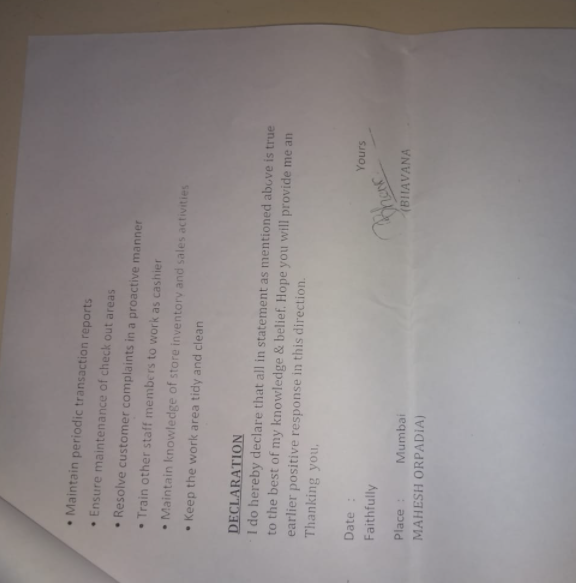 • Maintain periodic transaction reports
• Ensure maintenance of check out areas
• Resolve customer complaints in a proactive manner
• Train other staff members to work as cashier
• Maintain knowledge of store inventory and sales activities
• Keep the work area tidy and clean
DECLARATION
I do hereby declare that all in statement as mentioned above is true
to the best of my knowledge & belief. Hope you will provide me an
earlier positive response in this direction.
Thanking you,
Date : Yours
Faithfully
Place : Mumbai (BHAVANA
MAHESH ORPADIA)